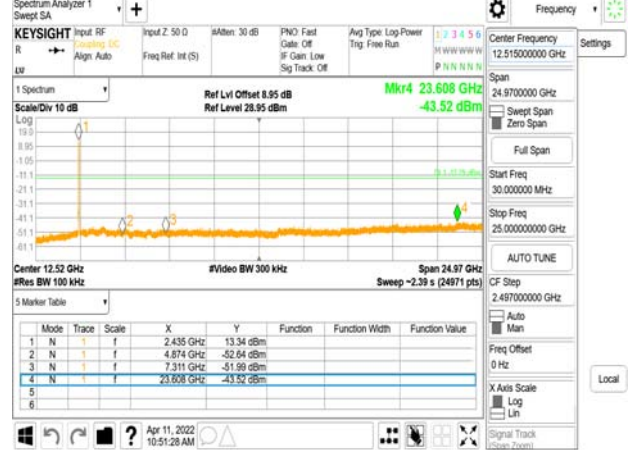 Spectrum Analyzer 1
Swept SA
Frequency
KEYSIGHT Input: RF Input Z: 50 Ω #Atten: 30 dB PNO: Fast Avg Type: Log-Power 1 2 3 4 5 6
R Coupling: DC Gate: Off Trig: Free Run M W W W W W
Align: Auto Freq Ref: Int (S) IF Gain: Low
Sig Track: Off P N N N N N
1 Spectrum
Ref Lvl Offset 8.95 dB
Mkr4 23.608 GHz
Scale/Div 10 dB
Ref Level 28.95 dBm
-43.52 dBm
Log
19.0
8.95
-1.05
-11.1
-21.1
-31.1
-41.1
-51.1
-61.1
1
2
3
4
Center 12.52 GHz #Video BW 300 kHz Span 24.97 GHz
#Res BW 100 kHz Sweep ~2.39 s (24971 pts)
5 Marker Table
Mode Trace Scale X Y Function Function Width Function Value
1 N 1 f 2.435 GHz 13.34 dBm
2 N 1 f 4.874 GHz -52.64 dBm
3 N 1 f 7.311 GHz -51.99 dBm
4 N 1 f 23.608 GHz -43.52 dBm
5
6
Apr 11, 2022
10:51:28 AM
Center Frequency
12.515000000 GHz
Settings
Span
24.9700000 GHz
Swept Span
Zero Span
Full Span
Start Freq
30.000000 MHz
Stop Freq
25.000000000 GHz
AUTO TUNE
CF Step
2.497000000 GHz
Auto
Man
Freq Offset
0 Hz
X Axis Scale
Log
Lin
Local
Signal Track
(Span Zoom)